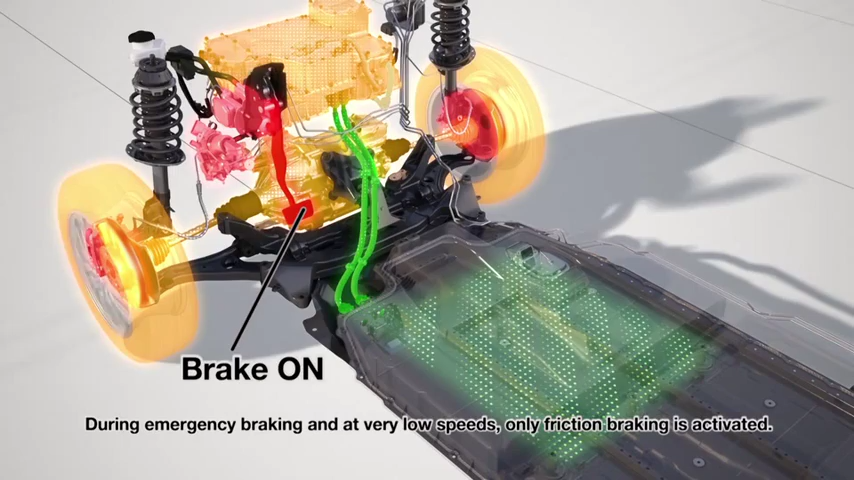 Brake ON
During emergency braking and at very low speeds, only friction braking is activated.